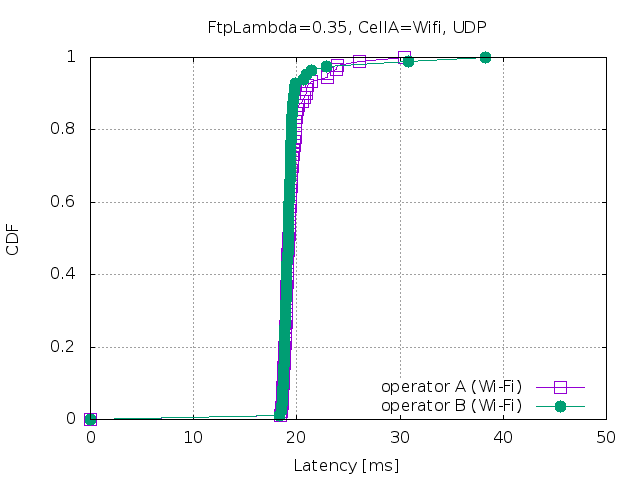 FtpLambda=0.35, CellA=Wifi, UDP
1
0.8
0.6
0.4
0.2
0
CDF
operator A (Wi-Fi)
operator B (Wi-Fi)
0 10 20 30 40 50
Latency [ms]